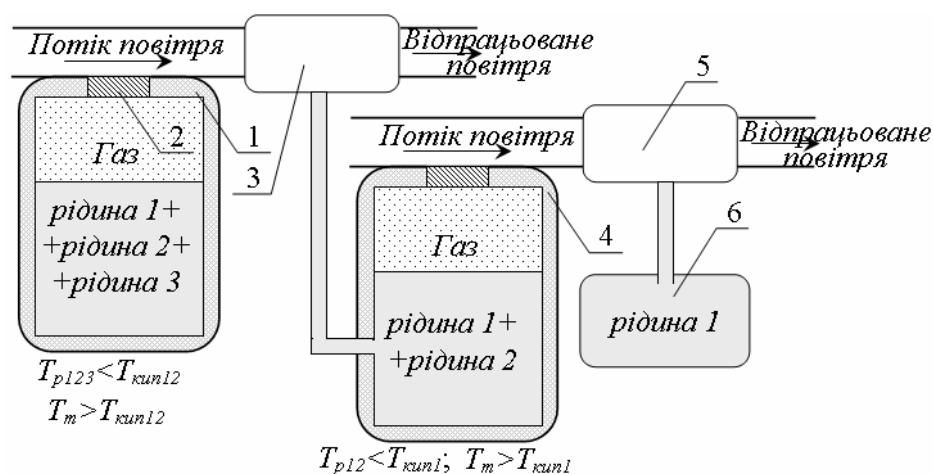 Потік повітря
Відпрацьоване
повітря
1
2
3
Газ
рідина 1+
+рідина 2+
+рідина 3
Tр123<Tкип12
Tт>Tкип12
Потік повітря
Відпрацьоване
повітря
5
4
6
Газ
рідина 1+
+рідина 2
рідина 1
Tр12<Tкип1; Tт>Tкип1